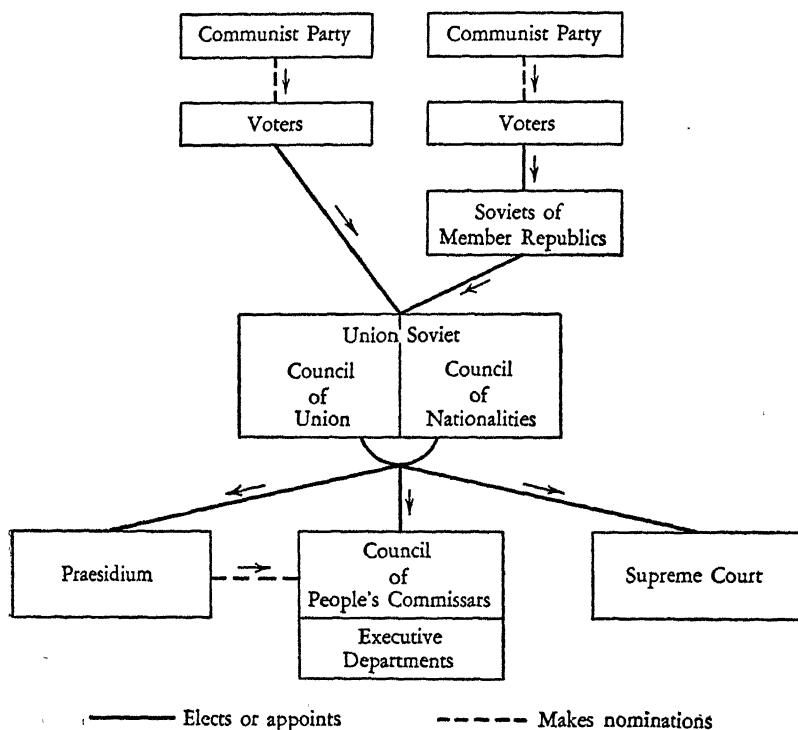 Communist Party
Communist Party
Voters
Voters
Soviets of
Member Republics
Union Soviet
Council
of
Union
Council
of
Nationalities
Praesidium
Council
of
People's Commissars
Executive
Departments
Supreme Court
Elects or appoints
Makes nominations